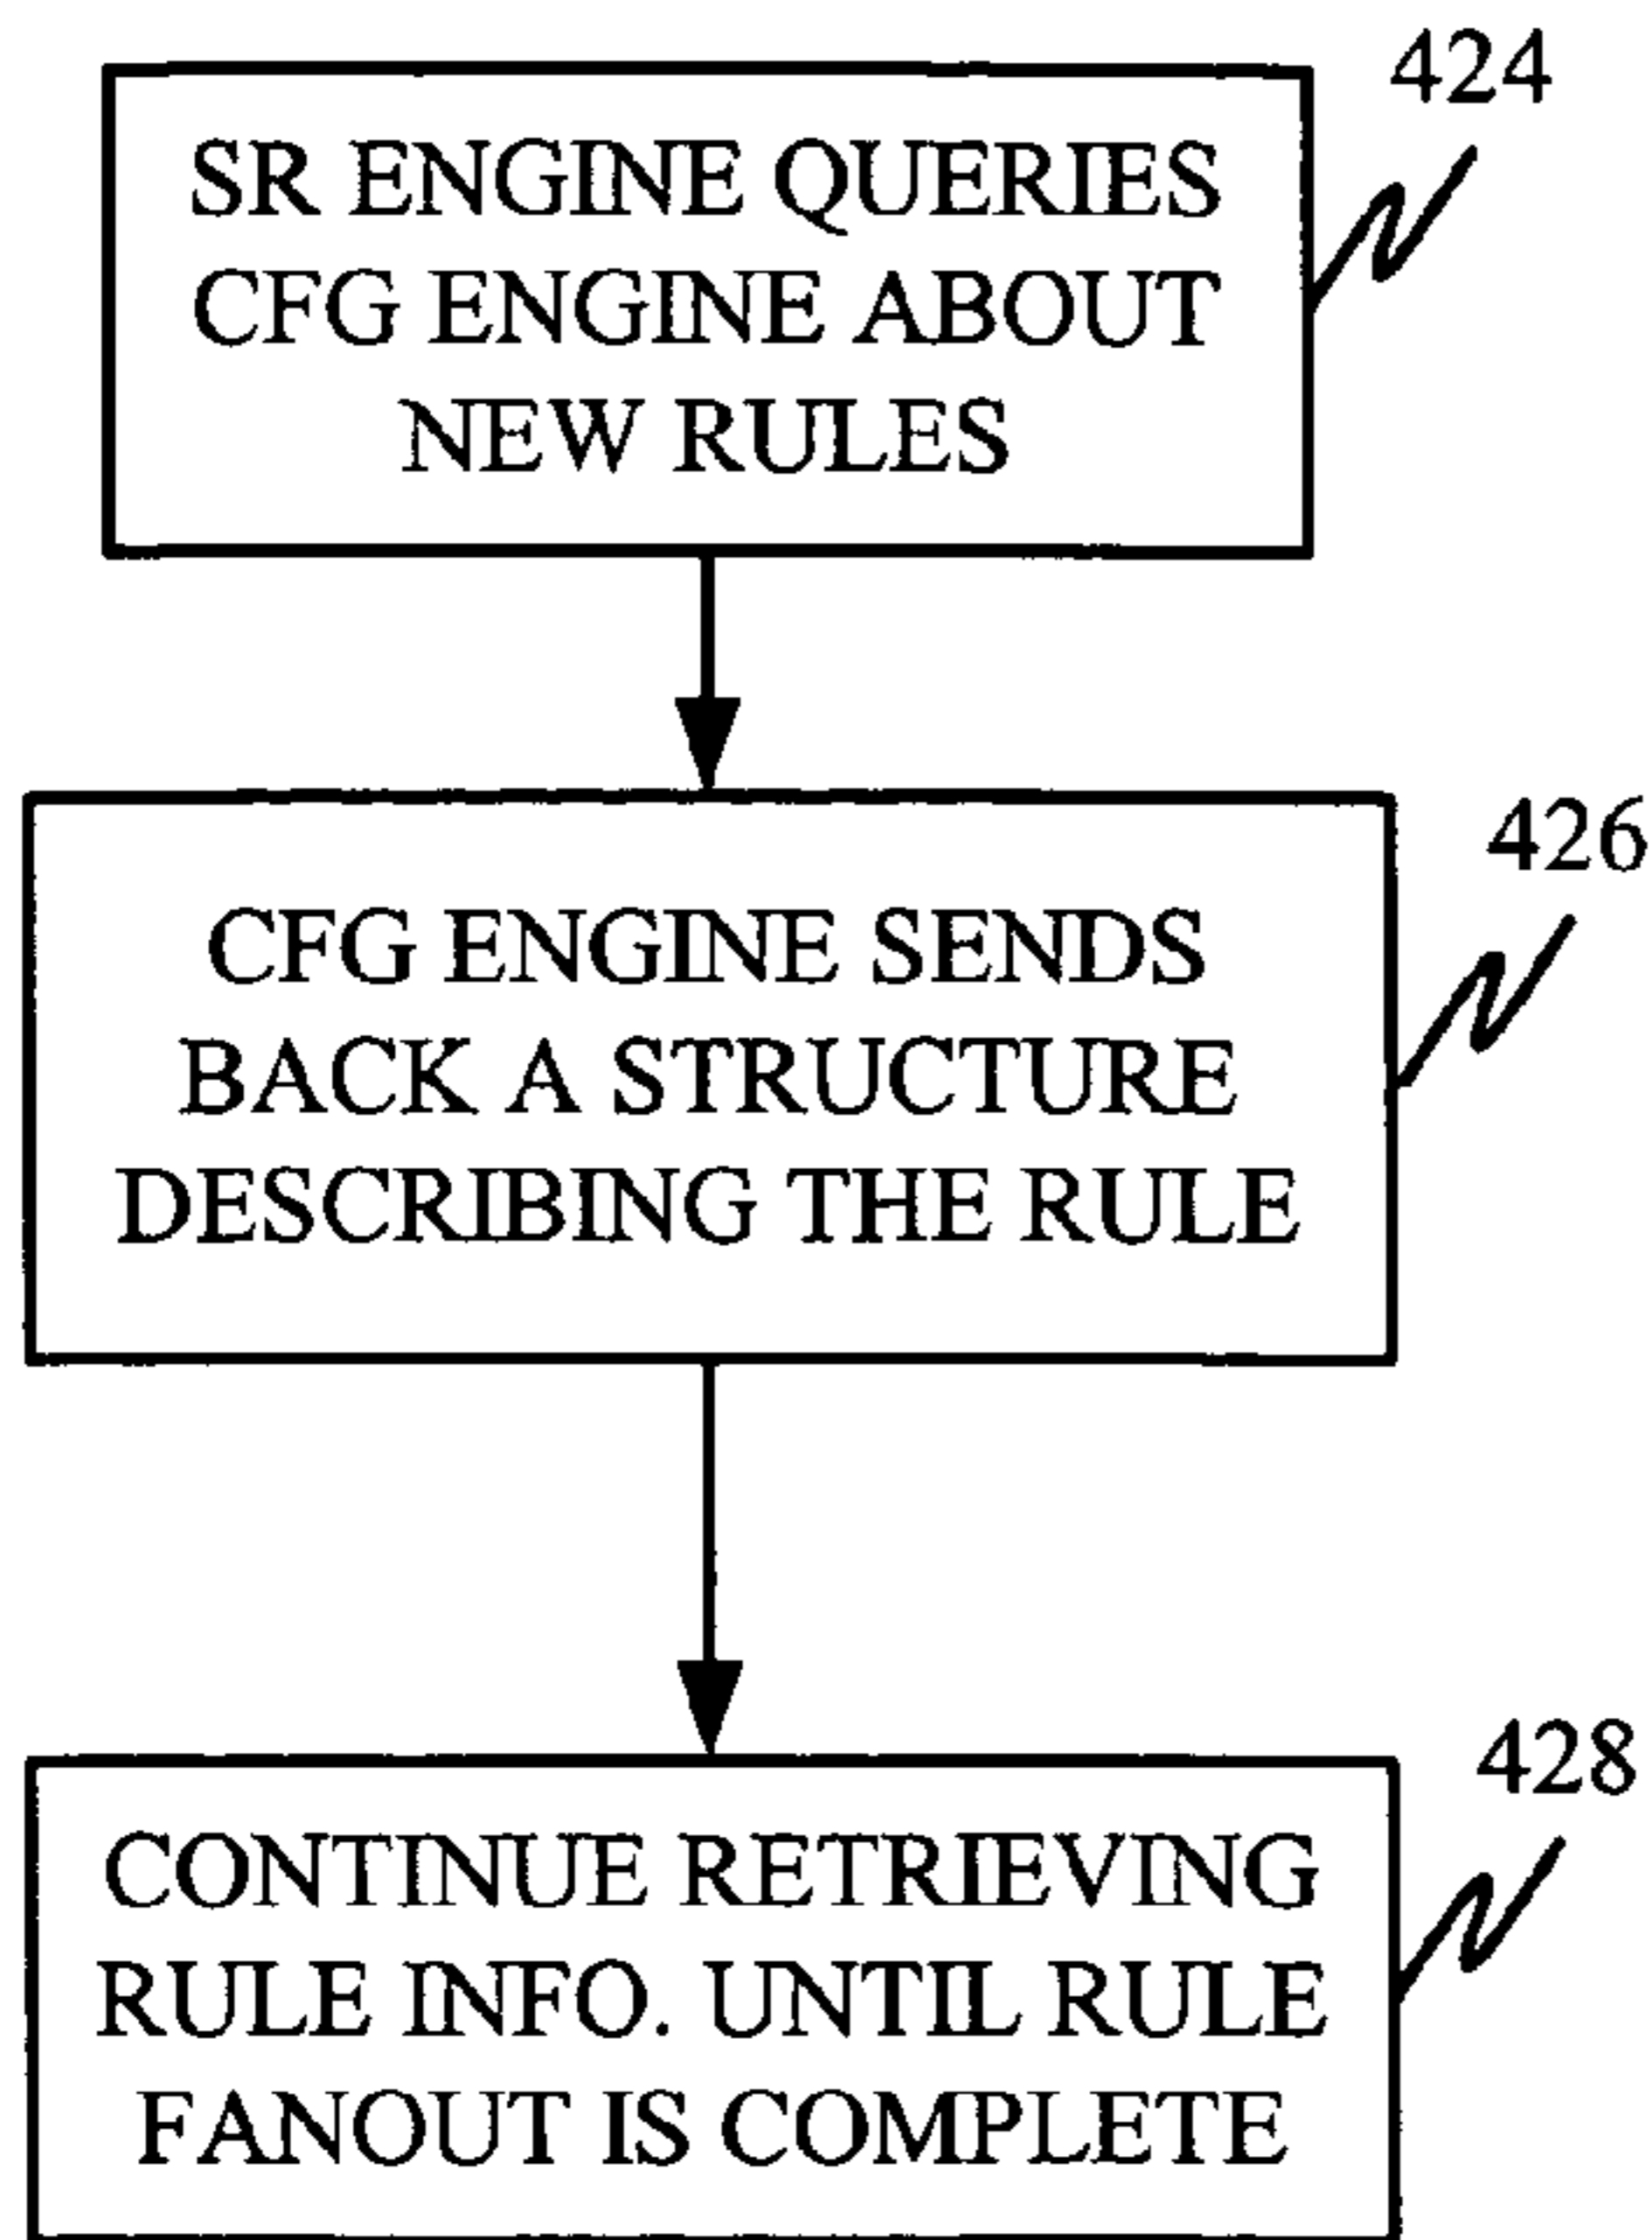 424
SR ENGINE QUERIES
CFG ENGINE ABOUT
NEW RULES
426
CFG ENGINE SENDS
BACK A STRUCTURE
DESCRIBING THE RULE
428
CONTINUE RETRIEVING
RULE INFO. UNTIL RULE
FANOUT IS COMPLETE